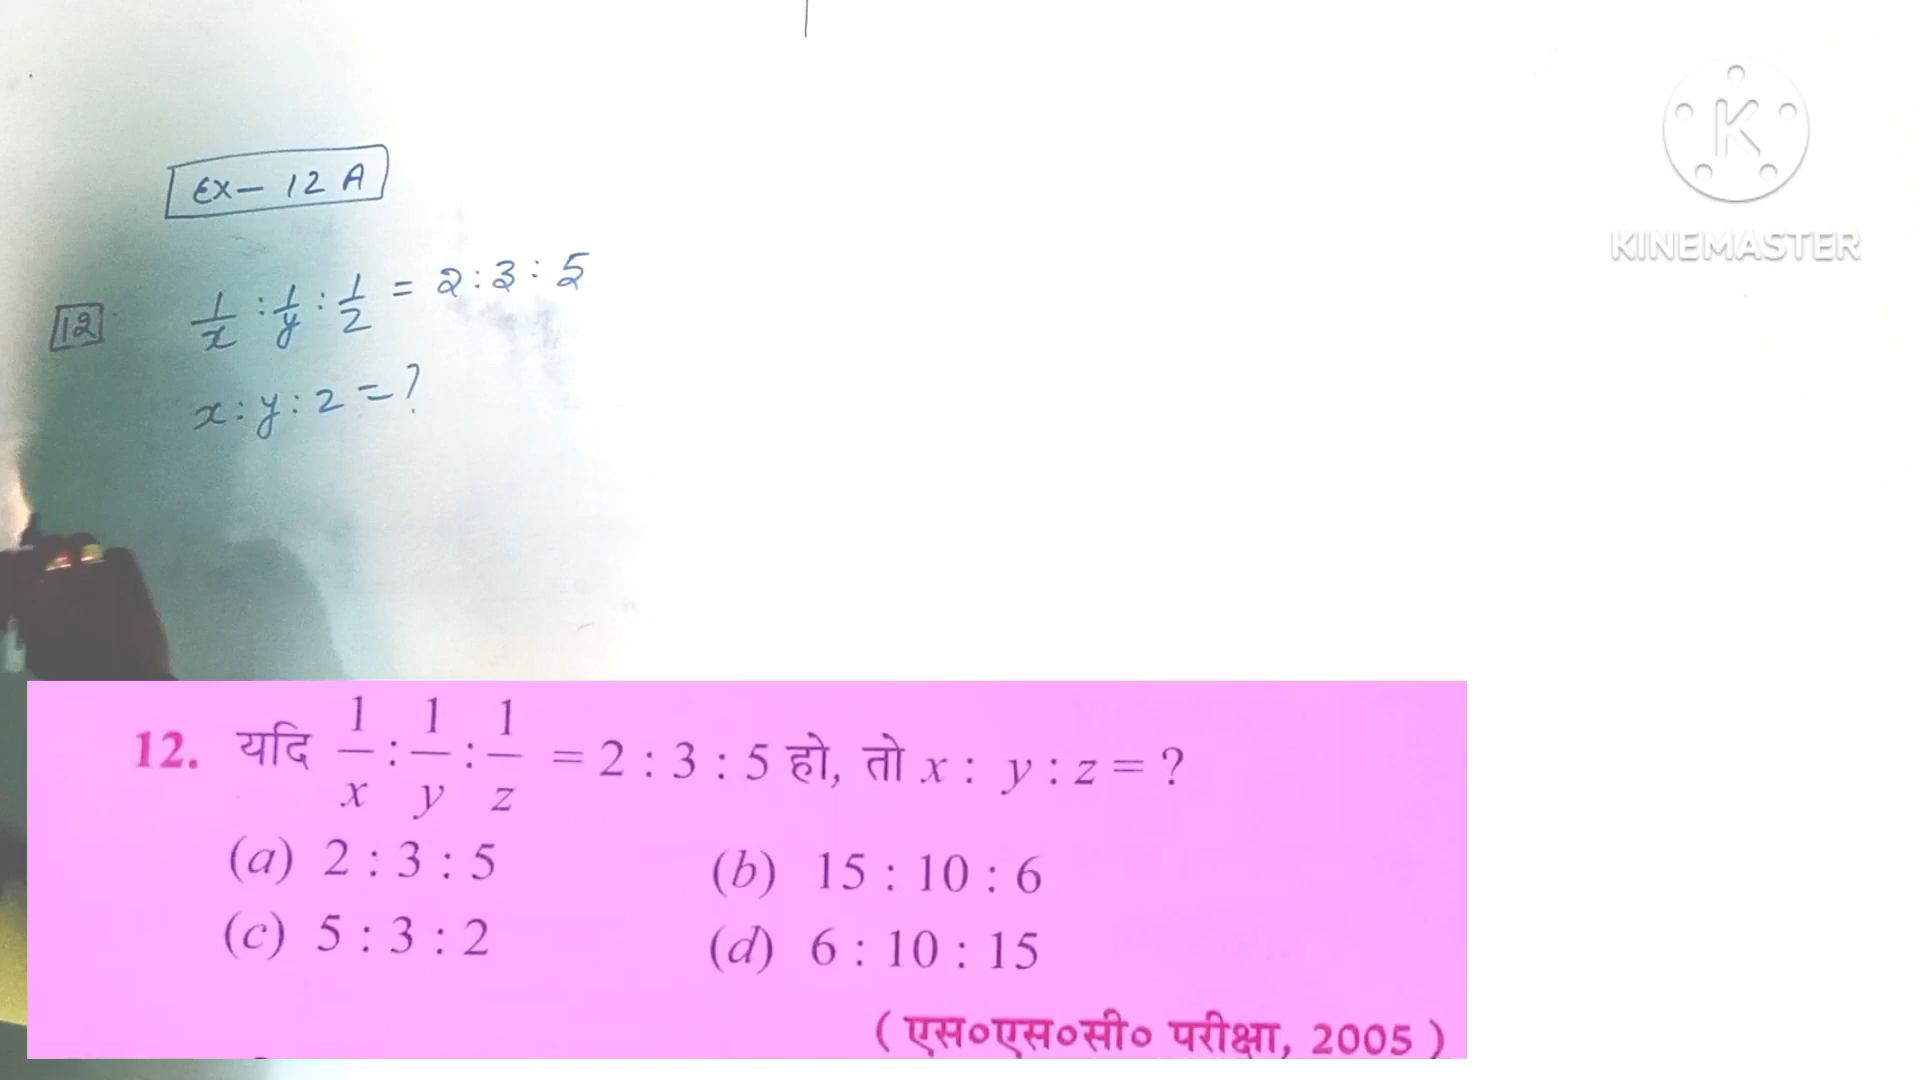 Ex - 12 A
12 1/x : 1/y : 1/z = 2 : 3 : 5
x : y : z = ?
KINEMASTER
12. यदि 1/x : 1/y : 1/z = 2 : 3 : 5 हो, तो x : y : z = ?
(a) 2 : 3 : 5 (b) 15 : 10 : 6
(c) 5 : 3 : 2 (d) 6 : 10 : 15
( एस०एस०सी० परीक्षा, 2005 )